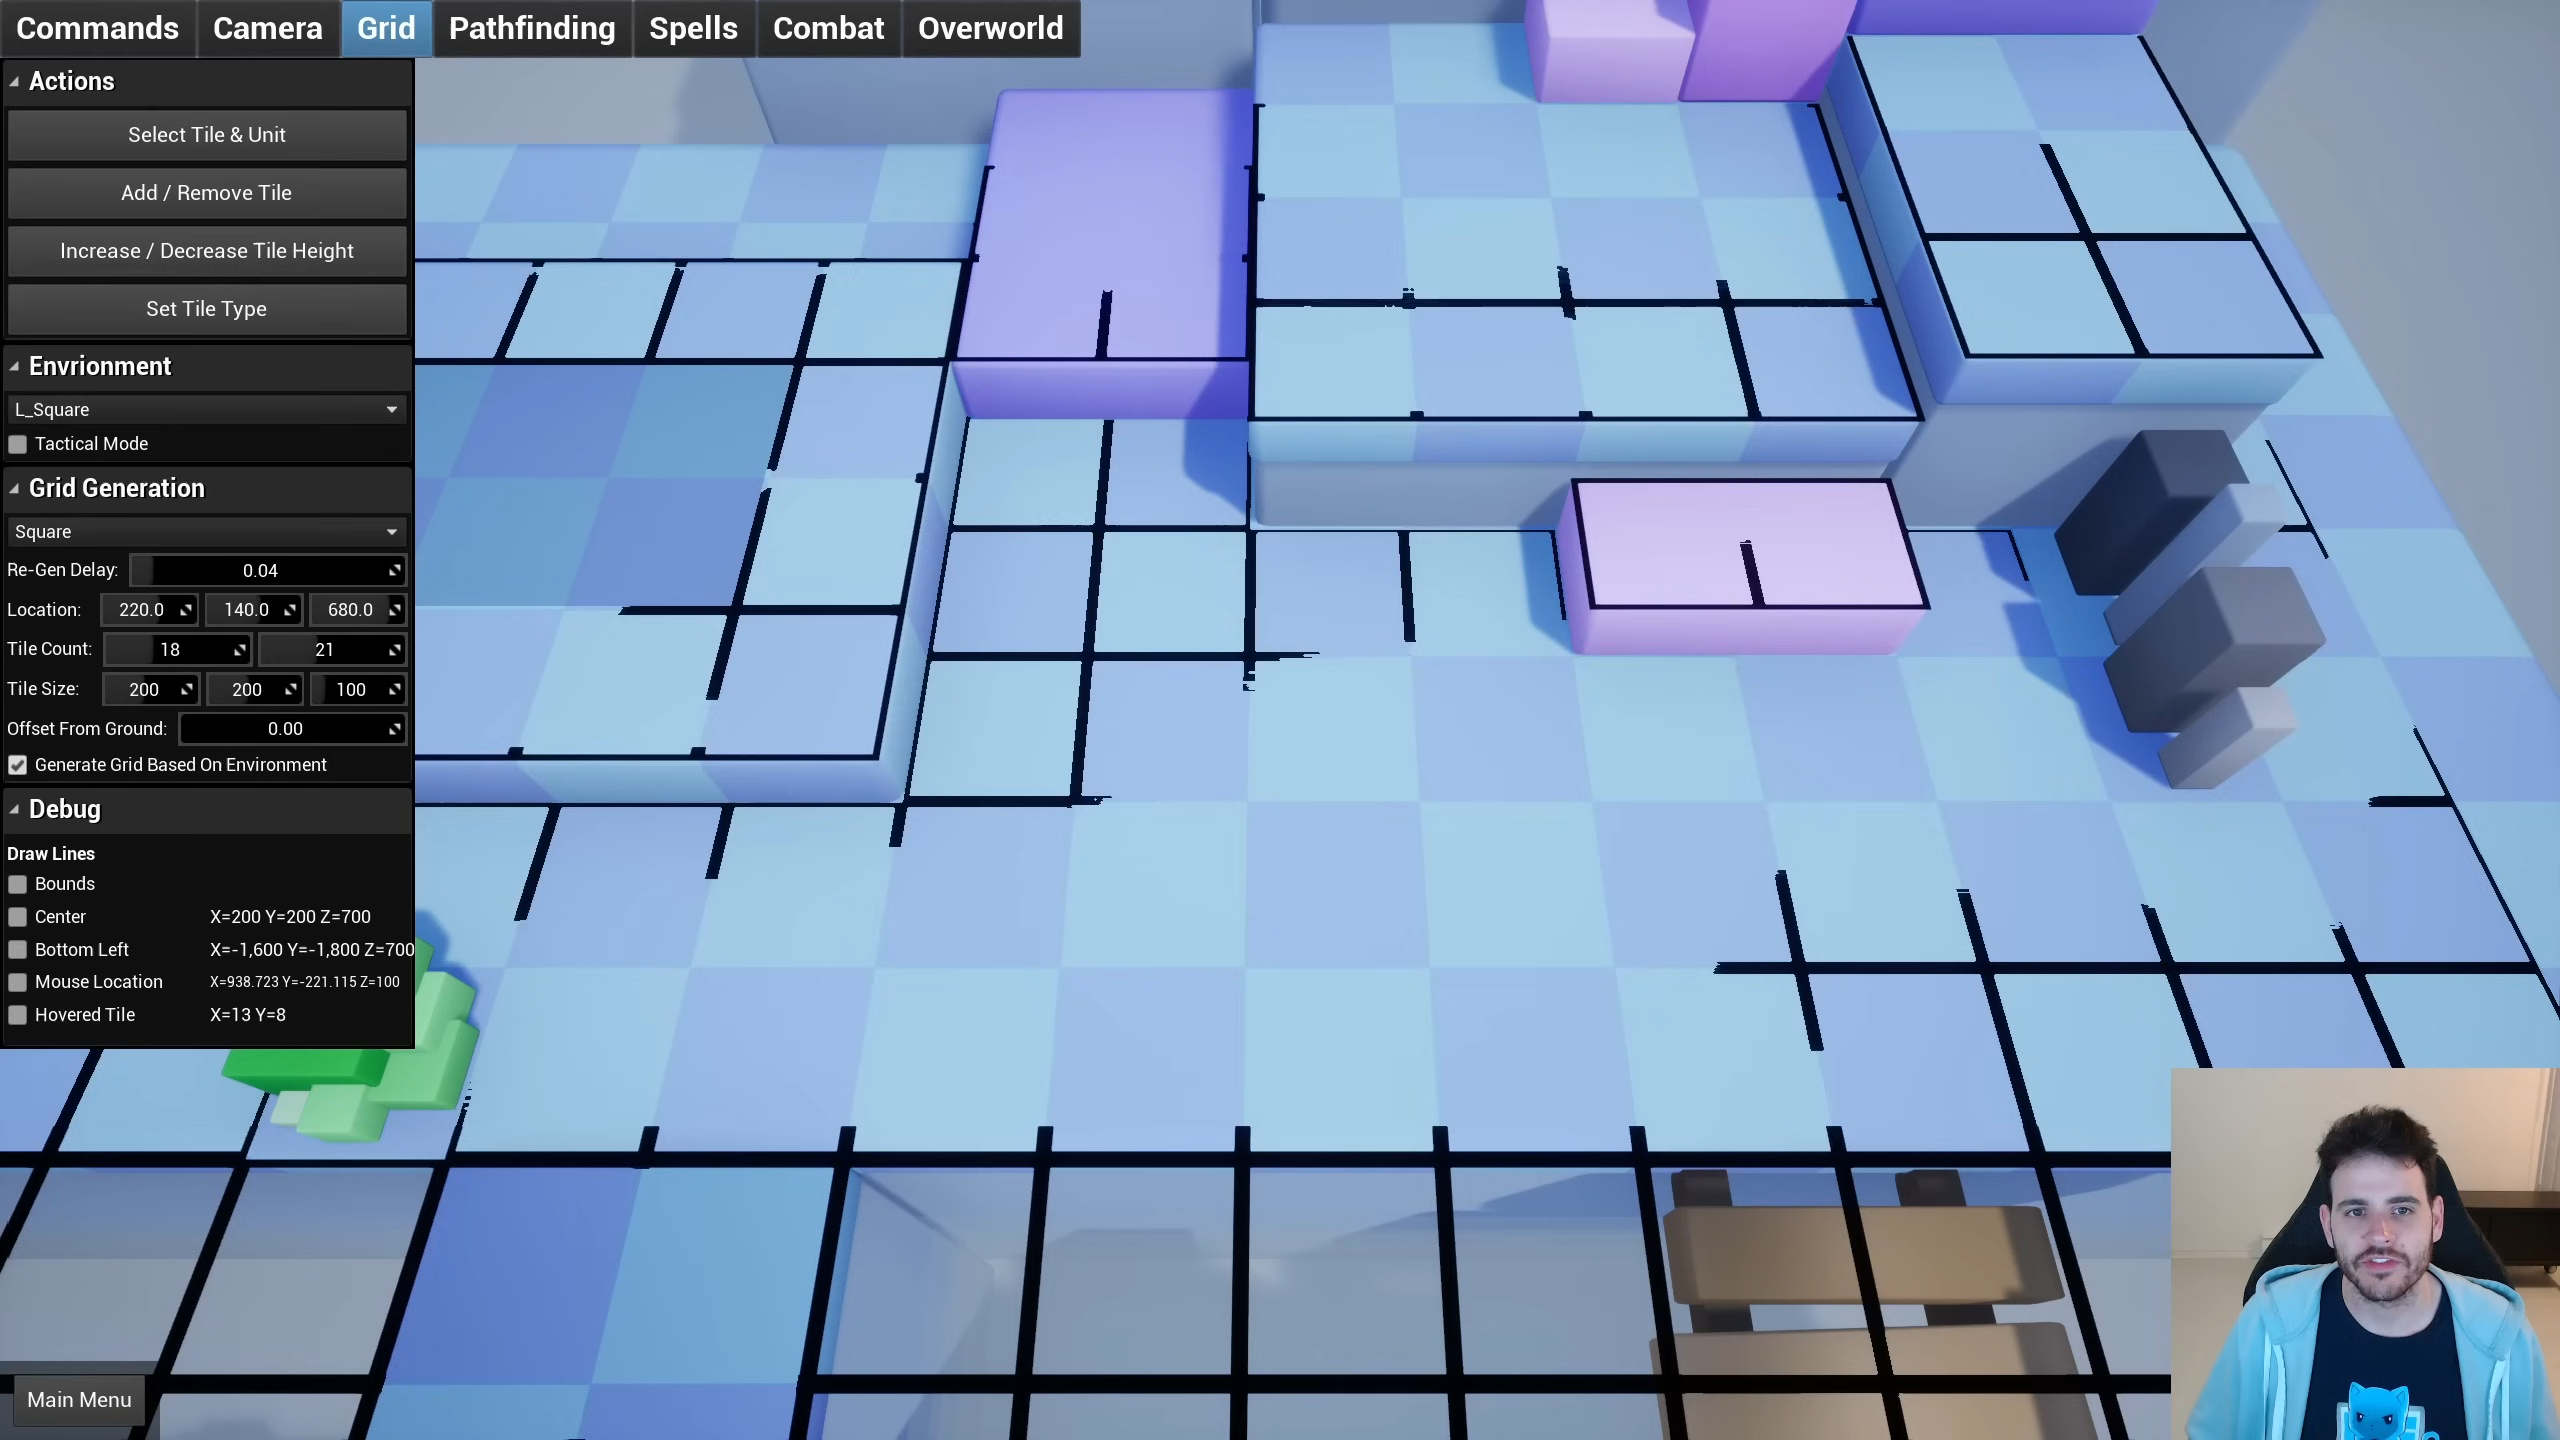 Commands Camera Grid Pathfinding Spells Combat Overworld
Actions
Select Tile & Unit
Add / Remove Tile
Increase / Decrease Tile Height
Set Tile Type
Envrionment
L_Square
Tactical Mode
Grid Generation
Square
Re-Gen Delay: 0.04
Location: 220.0 140.0 680.0
Tile Count: 18 21
Tile Size: 200 200 100
Offset From Ground: 0.00
Generate Grid Based On Environment
Debug
Draw Lines
Bounds
Center X=200 Y=200 Z=700
Bottom Left X=-1,600 Y=-1,800 Z=700
Mouse Location X=938.723 Y=-221.115 Z=100
Hovered Tile X=13 Y=8
Main Menu